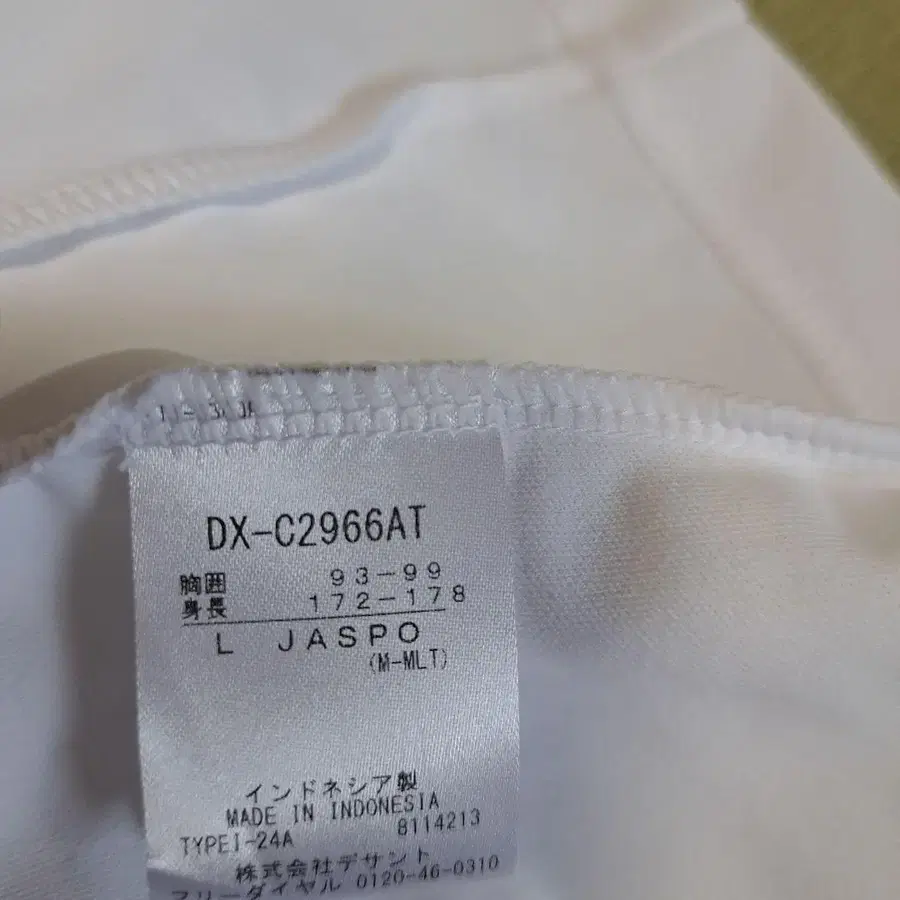 DX-C2966AT
胸囲 93-99
身長 172-178
L JASPO
(M-MLT)
インドネシア製
MADE IN INDONESIA
TYPEI-24A 8114213
株式会社デサント
フリーダイヤル 0120-46-0310